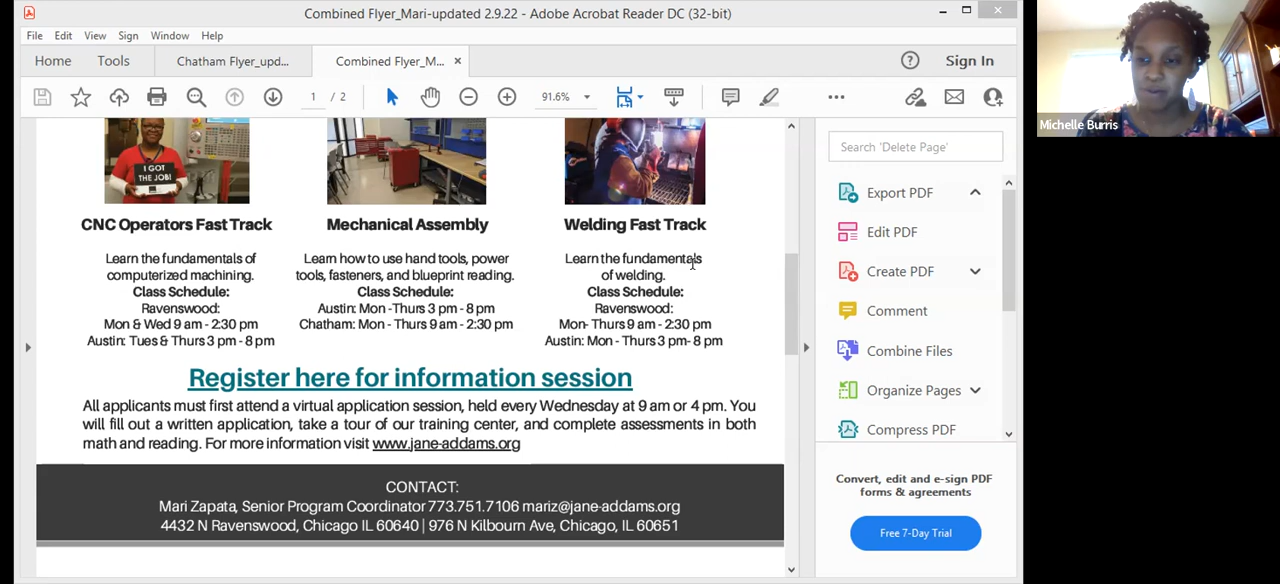 Combined Flyer_Mari-updated 2.9.22 - Adobe Acrobat Reader DC (32-bit)
File Edit View Sign Window Help
Home Tools Chatham Flyer_upd... Combined Flyer_M... × ? Sign In
1 / 2 91.6%
Search 'Delete Page'
Export PDF
Edit PDF
Create PDF
Comment
Combine Files
Organize Pages
Compress PDF
Convert, edit and e-sign PDF
forms & agreements
Free 7-Day Trial
I GOT
THE JOB!
CNC Operators Fast Track
Learn the fundamentals of
computerized machining.
Class Schedule:
Ravenswood:
Mon & Wed 9 am - 2:30 pm
Austin: Tues & Thurs 3 pm - 8 pm
Mechanical Assembly
Learn how to use hand tools, power
tools, fasteners, and blueprint reading.
Class Schedule:
Austin: Mon -Thurs 3 pm - 8 pm
Chatham: Mon - Thurs 9 am - 2:30 pm
Welding Fast Track
Learn the fundamentals
of welding.
Class Schedule:
Ravenswood:
Mon- Thurs 9 am - 2:30 pm
Austin: Mon - Thurs 3 pm- 8 pm
Register here for information session
All applicants must first attend a virtual application session, held every Wednesday at 9 am or 4 pm. You
will fill out a written application, take a tour of our training center, and complete assessments in both
math and reading. For more information visit www.jane-addams.org
CONTACT:
Mari Zapata, Senior Program Coordinator 773.751.7106 mariz@jane-addams.org
4432 N Ravenswood, Chicago IL 60640 | 976 N Kilbourn Ave, Chicago, IL 60651
Michelle Burris